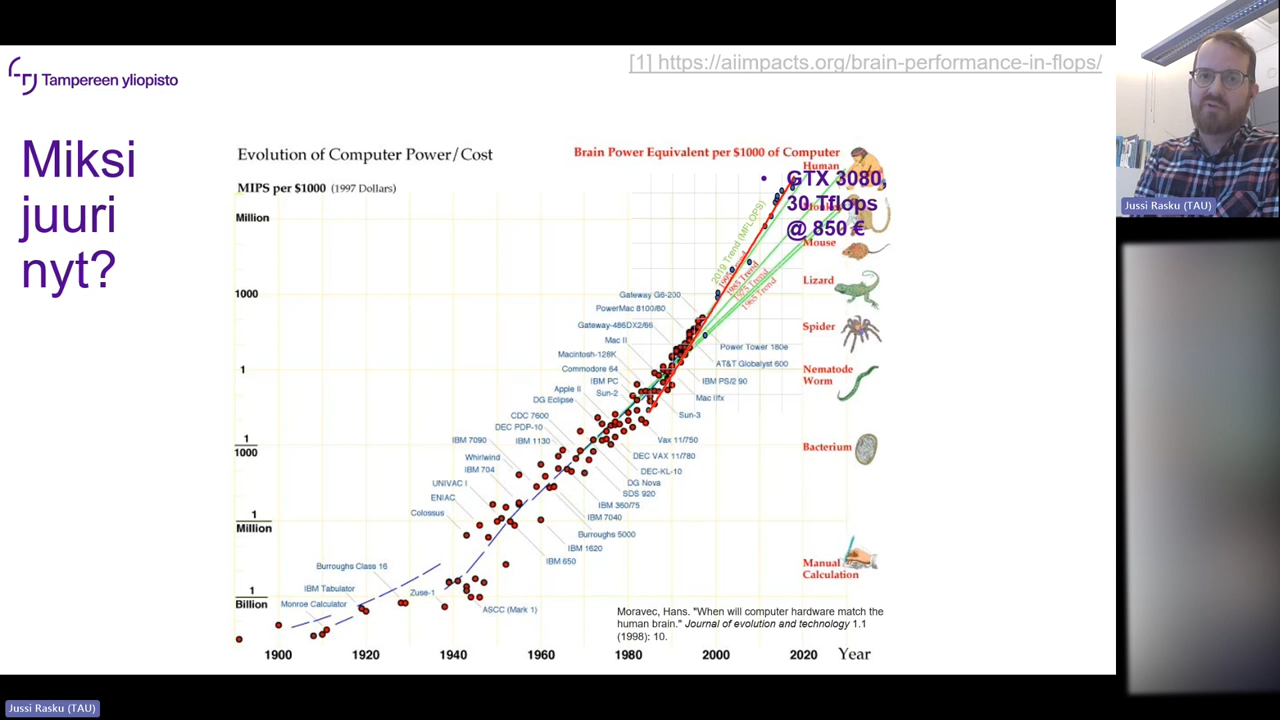 [1] https://aiimpacts.org/brain-performance-in-flops/
Tampereen yliopisto
Miksi
juuri
nyt?
Evolution of Computer Power/Cost
MIPS per $1000 (1997 Dollars)
Brain Power Equivalent per $1000 of Computer
Human
• GTX 3080,
30 Tflops
@ 850 €
Mouse
Lizard
Spider
Nematode
Worm
Bacterium
Manual
Calculation
Million
1000
1
1
1000
1
Million
1
Billion
2019 Trend (MFLOPS)
1995 Trend
1985 Trend
1975 Trend
1965 Trend
Gateway G6-200
PowerMac 8100/80
Gateway-486DX2/66
Mac II
Macintosh-128K
Commodore 64
IBM PC
Apple II
Sun-2
DG Eclipse
CDC 7600
DEC PDP-10
IBM 7090
IBM 1130
Whirlwind
IBM 704
UNIVAC I
ENIAC
Colossus
Burroughs Class 16
IBM Tabulator
Zuse-1
Monroe Calculator
Power Tower 180e
AT&T Globalyst 600
IBM PS/2 90
Mac IIfx
Sun-3
Vax 11/750
DEC VAX 11/780
DEC-KL-10
DG Nova
SDS 920
IBM 360/75
IBM 7040
Burroughs 5000
IBM 1620
IBM 650
ASCC (Mark 1)
Moravec, Hans. "When will computer hardware match the
human brain." Journal of evolution and technology 1.1
(1998): 10.
1900 1920 1940 1960 1980 2000 2020 Year
Jussi Rasku (TAU)
Jussi Rasku (TAU)